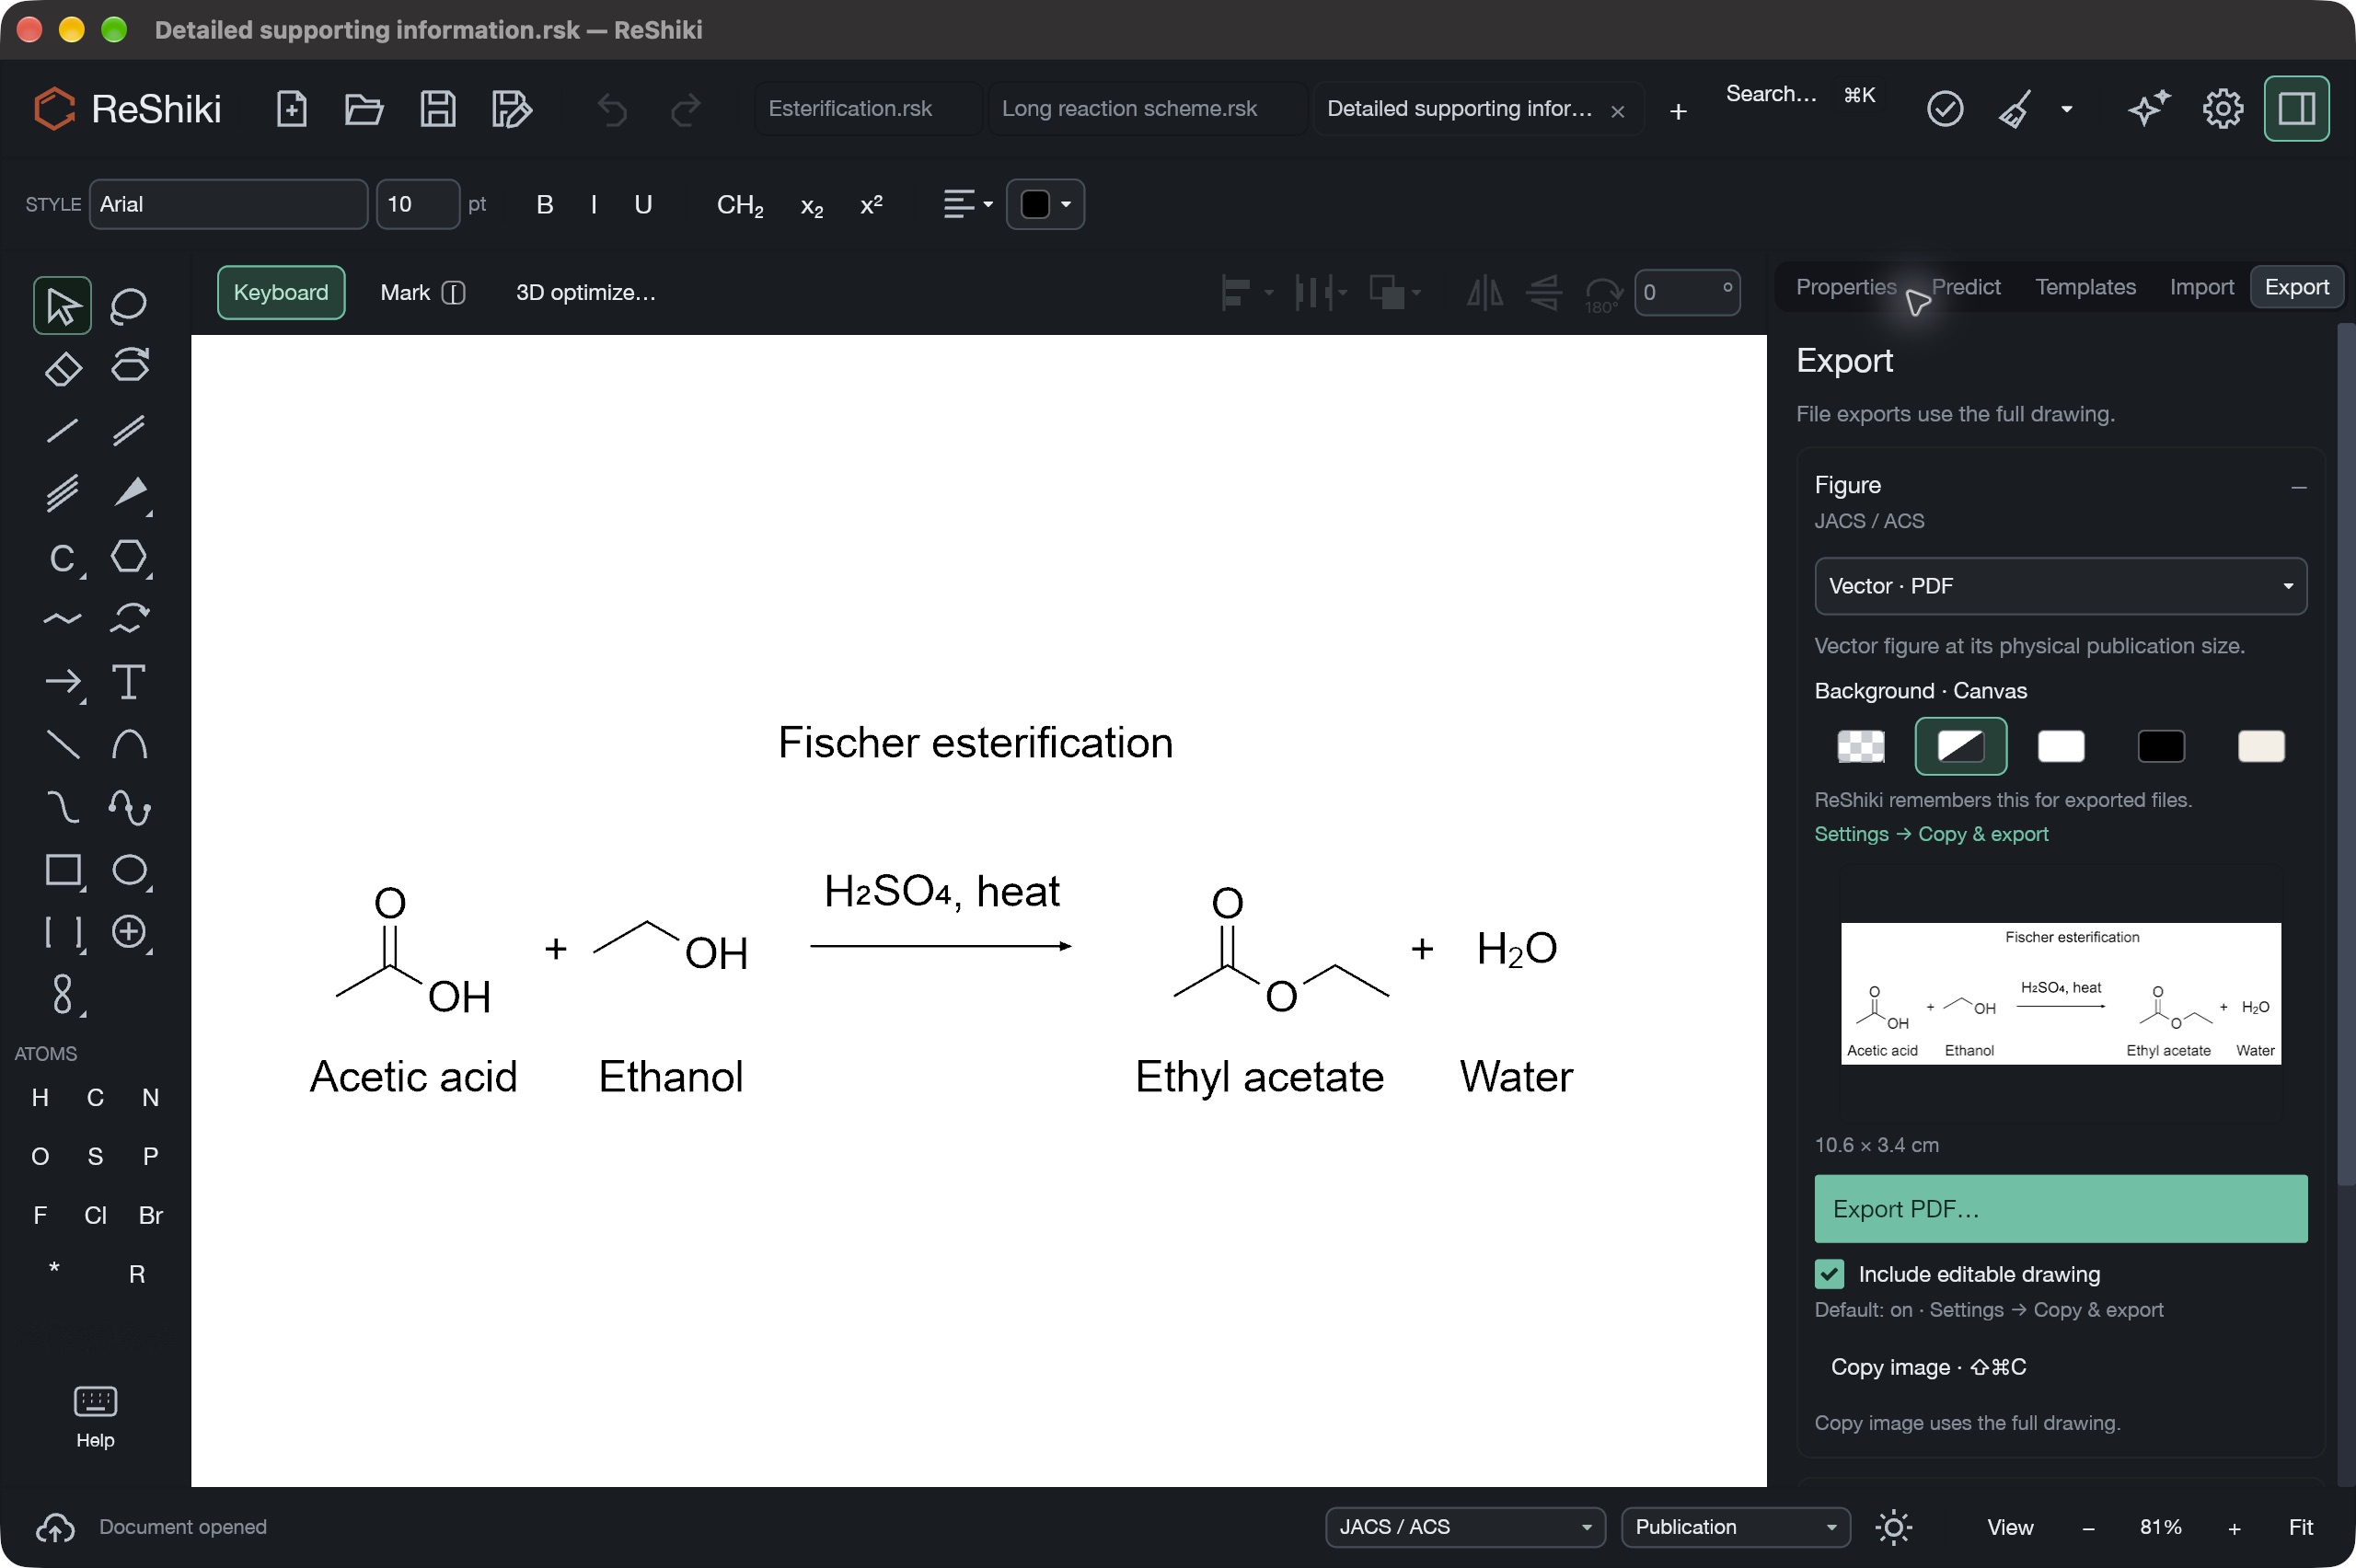 Detailed supporting information.rsk — ReShiki
ReShiki
Esterification.rsk
Long reaction scheme.rsk
Detailed supporting infor... ×
+
Search... ⌘K
STYLE Arial 10 pt B I U CH₂ x₂ x²
Keyboard Mark [] 3D optimize...
180° 0 °
Properties Predict Templates Import Export
Export
File exports use the full drawing.
Figure
JACS / ACS
Vector · PDF
Vector figure at its physical publication size.
Background · Canvas
ReShiki remembers this for exported files.
Settings → Copy & export
Fischer esterification
H₂SO₄, heat
O
OH
+
OH
O
O
+ H₂O
Acetic acid Ethanol Ethyl acetate Water
10.6 × 3.4 cm
Export PDF...
Include editable drawing
Default: on · Settings → Copy & export
Copy image · ⇧⌘C
Copy image uses the full drawing.
Fischer esterification
H₂SO₄, heat
O
OH
+
OH
O
O
+ H₂O
Acetic acid Ethanol Ethyl acetate Water
C
T
[ ]
ATOMS
H C N
O S P
F Cl Br
* R
Help
Document opened
JACS / ACS
Publication
View − 81% + Fit